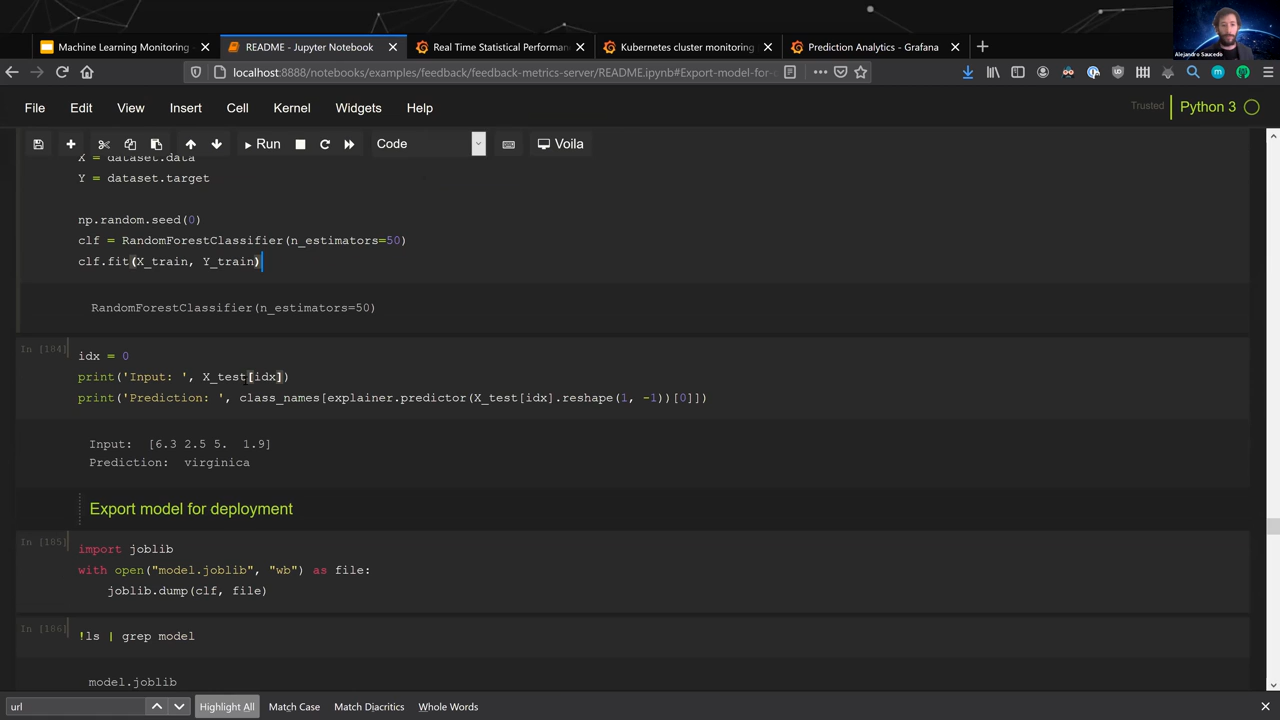 Machine Learning Monitoring
README - Jupyter Notebook
Real Time Statistical Performan
Kubernetes cluster monitoring
Prediction Analytics - Grafana
Alejandro Saucedo
localhost:8888/notebooks/examples/feedback/feedback-metrics-server/README.ipynb#Export-model-for-
File Edit View Insert Cell Kernel Widgets Help
Trusted
Python 3
Run
Code
Voila
X = dataset.data
Y = dataset.target
np.random.seed(0)
clf = RandomForestClassifier(n_estimators=50)
clf.fit(X_train, Y_train)
RandomForestClassifier(n_estimators=50)
In [184]
idx = 0
print('Input: ', X_test[idx])
print('Prediction: ', class_names[explainer.predictor(X_test[idx].reshape(1, -1))[0]])
Input:  [6.3 2.5 5.  1.9]
Prediction:  virginica
Export model for deployment
In [185]
import joblib
with open("model.joblib", "wb") as file:
    joblib.dump(clf, file)
In [186]
!ls | grep model
model.joblib
url
Highlight All
Match Case
Match Diacritics
Whole Words